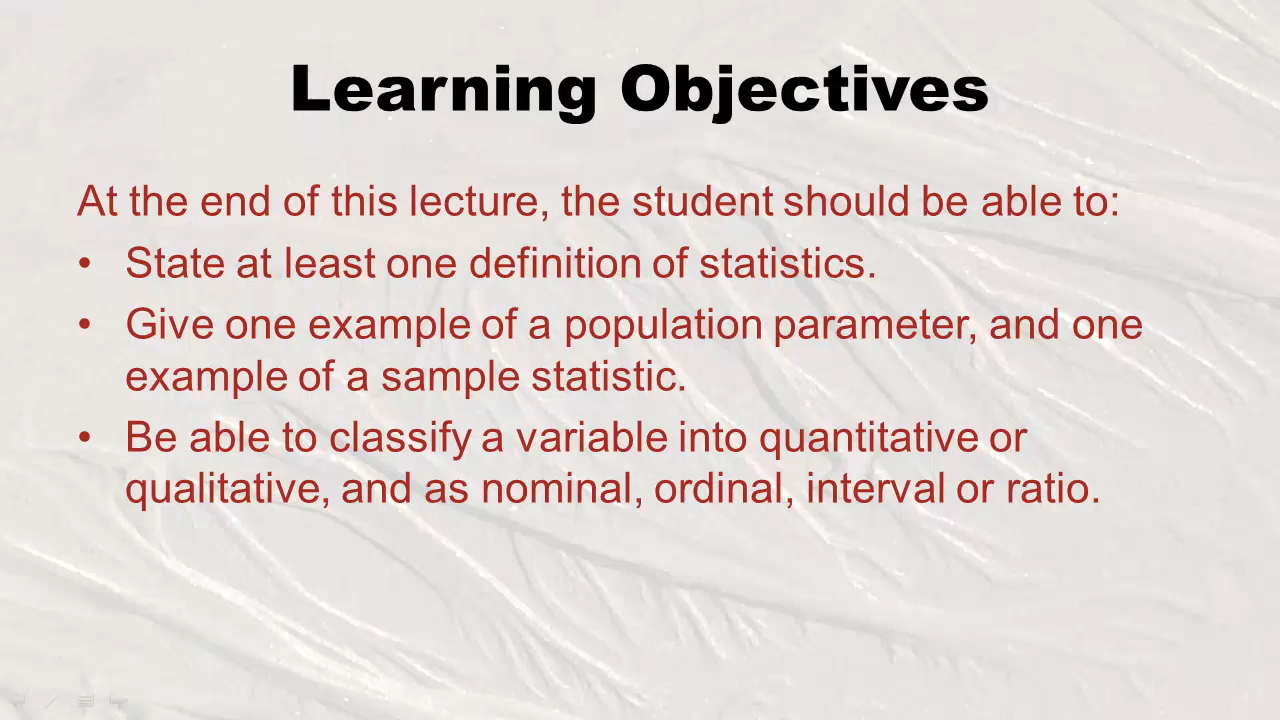 Learning Objectives
At the end of this lecture, the student should be able to:
• State at least one definition of statistics.
• Give one example of a population parameter, and one
example of a sample statistic.
• Be able to classify a variable into quantitative or
qualitative, and as nominal, ordinal, interval or ratio.